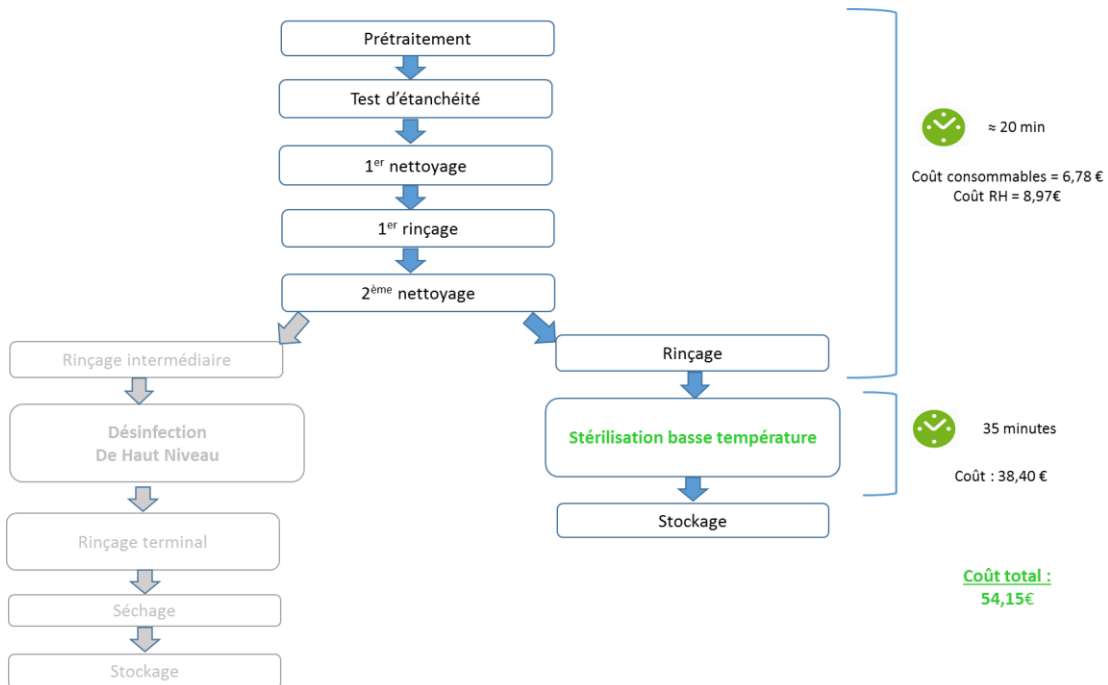 Prétraitement
Test d’étanchéité
1er nettoyage
1er rinçage
2ème nettoyage
Rinçage intermédiaire
Désinfection
De Haut Niveau
Rinçage terminal
Séchage
Stockage
Rinçage
Stérilisation basse température
Stockage
≈ 20 min
Coût consommables = 6,78 €
Coût RH = 8,97€
35 minutes
Coût : 38,40 €
Coût total :
54,15€